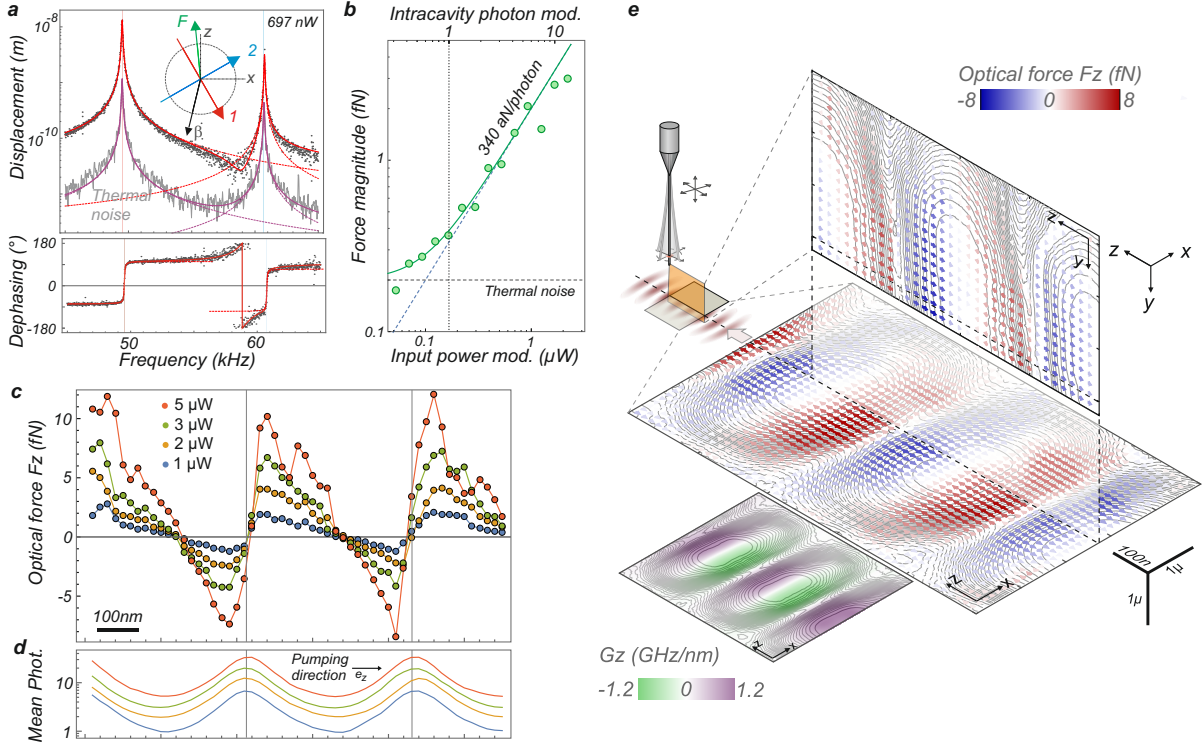 a
697 nW
Displacement (m)
10-8
10-10
F
z
2
x
1
β
Thermal
noise
Dephasing (°)
180
0
-180
50
60
Frequency (kHz)
b
Intracavity photon mod.
1
10
Force magnitude (fN)
1
0.1
340 aN/photon
Thermal noise
0.1
1
Input power mod. (µW)
c
Optical force Fz (fN)
10
5
0
-5
5 µW
3 µW
2 µW
1 µW
100nm
d
Mean Phot.
10
1
Pumping
direction
ez
e
Optical force Fz (fN)
-8
0
8
z
y
z
x
y
z
x
100n
1µ
1µ
z
x
Gz (GHz/nm)
-1.2
0
1.2